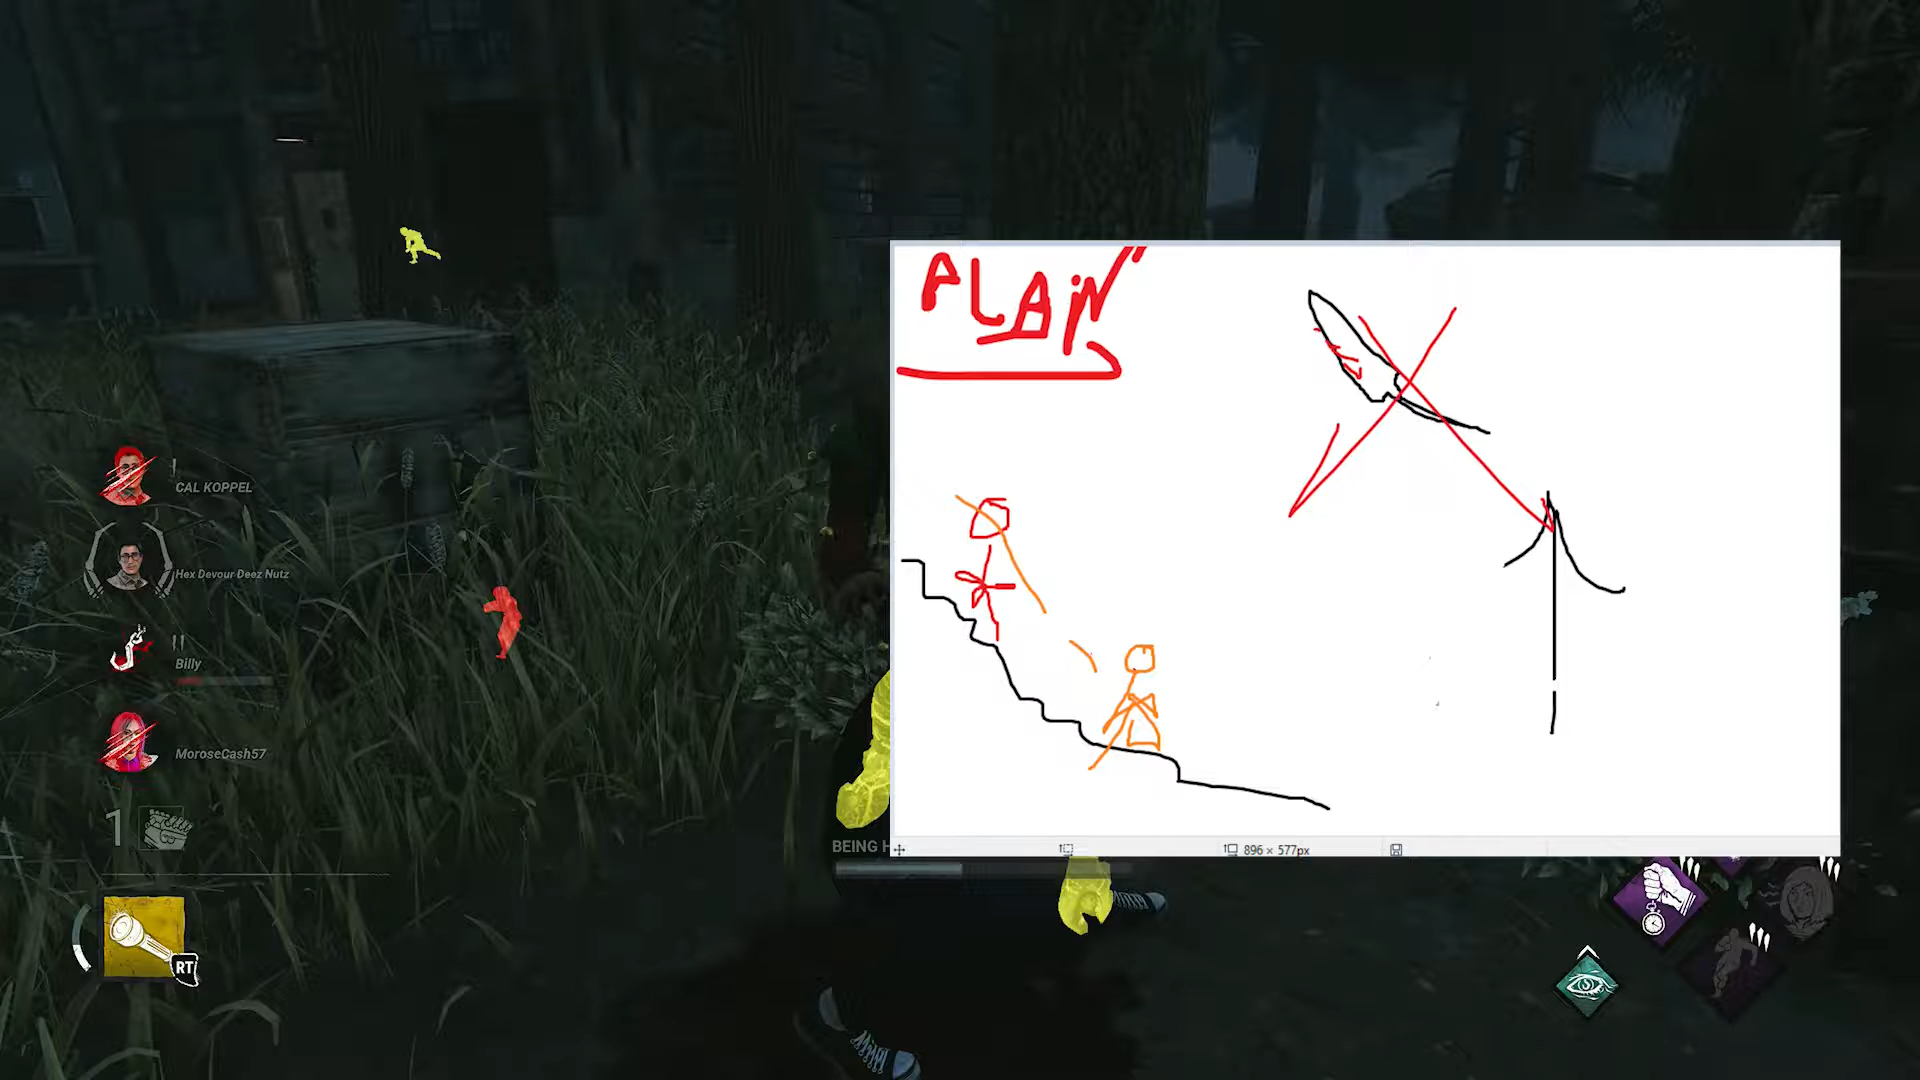 PLAN
CAL KOPPEL
Hex Devour Deez Nutz
Billy
MoroseCash57
1
BEING H
RT
896 × 577px